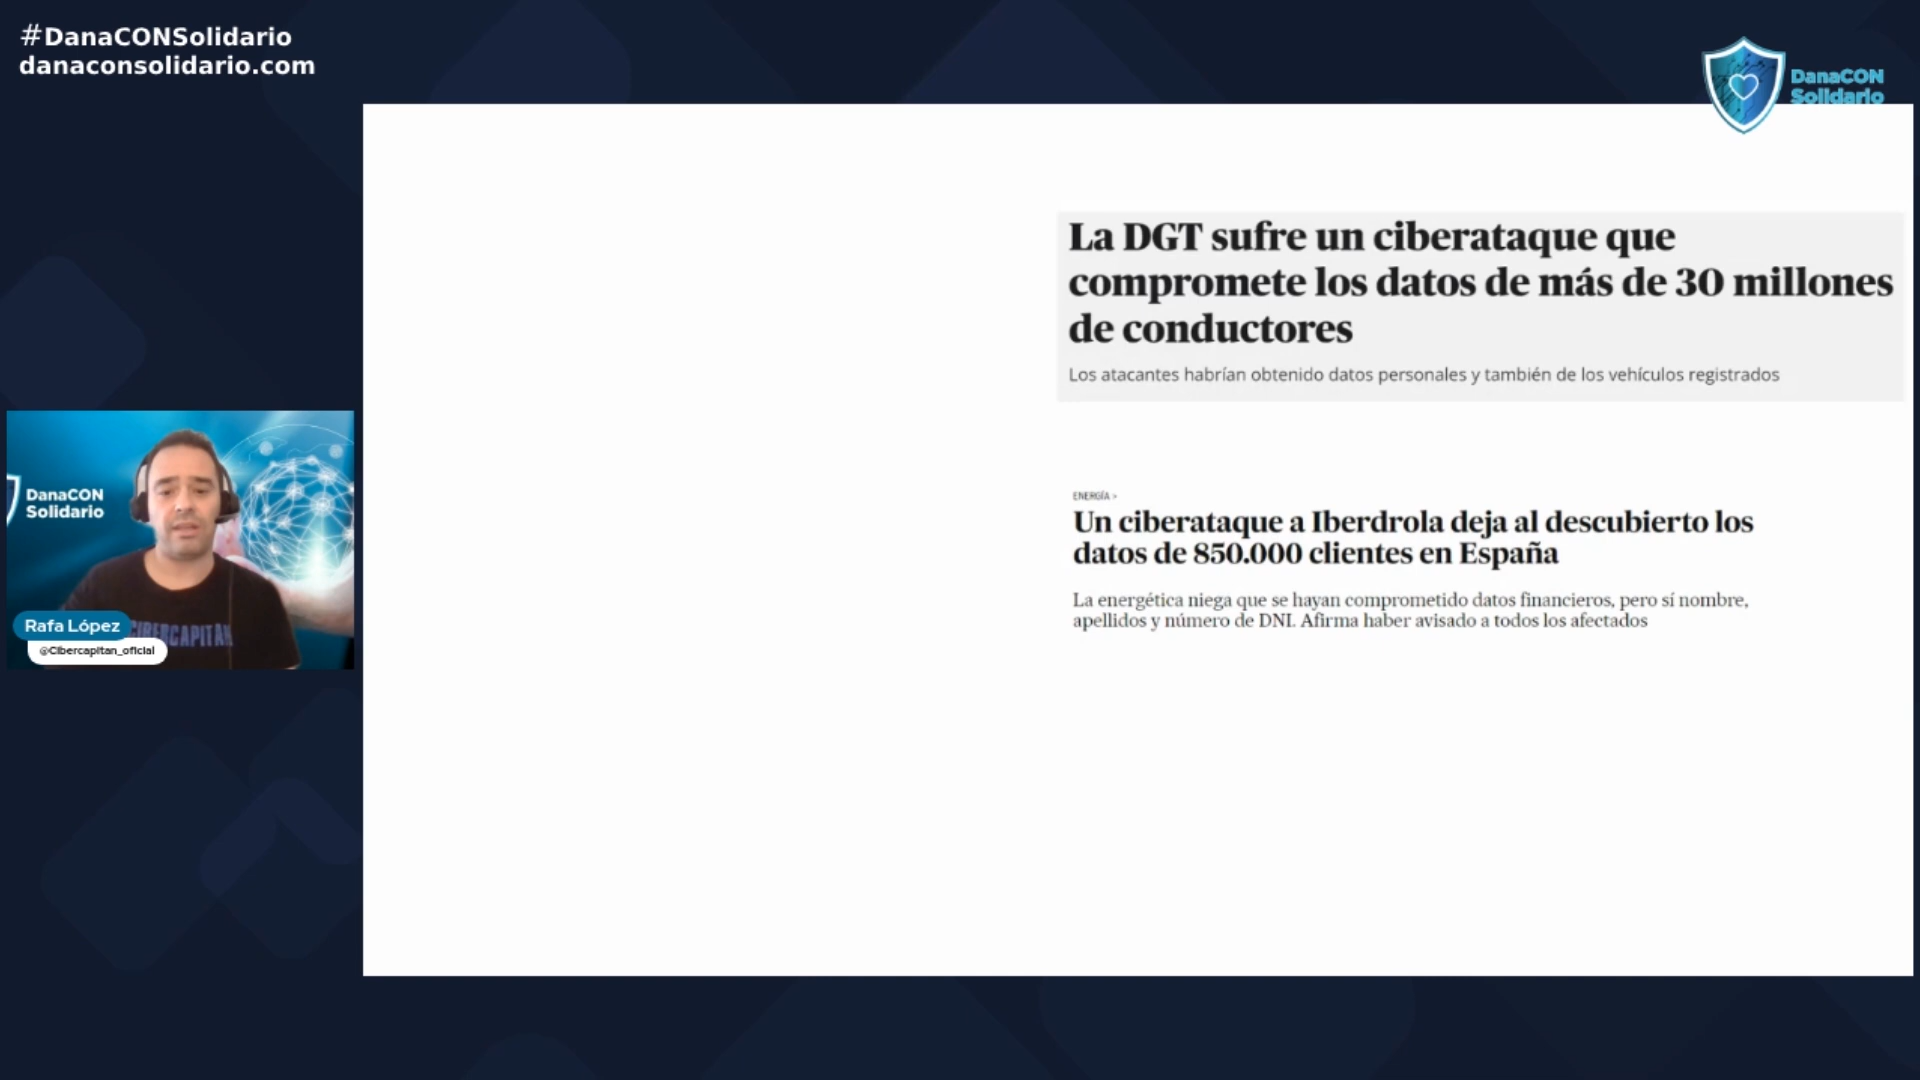 #DanaCONSolidario
danaconsolidario.com
DanaCON
Solidario
La DGT sufre un ciberataque que
compromete los datos de más de 30 millones
de conductores
Los atacantes habrían obtenido datos personales y también de los vehículos registrados
ENERGÍA >
Un ciberataque a Iberdrola deja al descubierto los
datos de 850.000 clientes en España
La energética niega que se hayan comprometido datos financieros, pero sí nombre,
apellidos y número de DNI. Afirma haber avisado a todos los afectados
DanaCON
Solidario
CIBERCAPITAN
Rafa López
@Cibercapitan_oficial